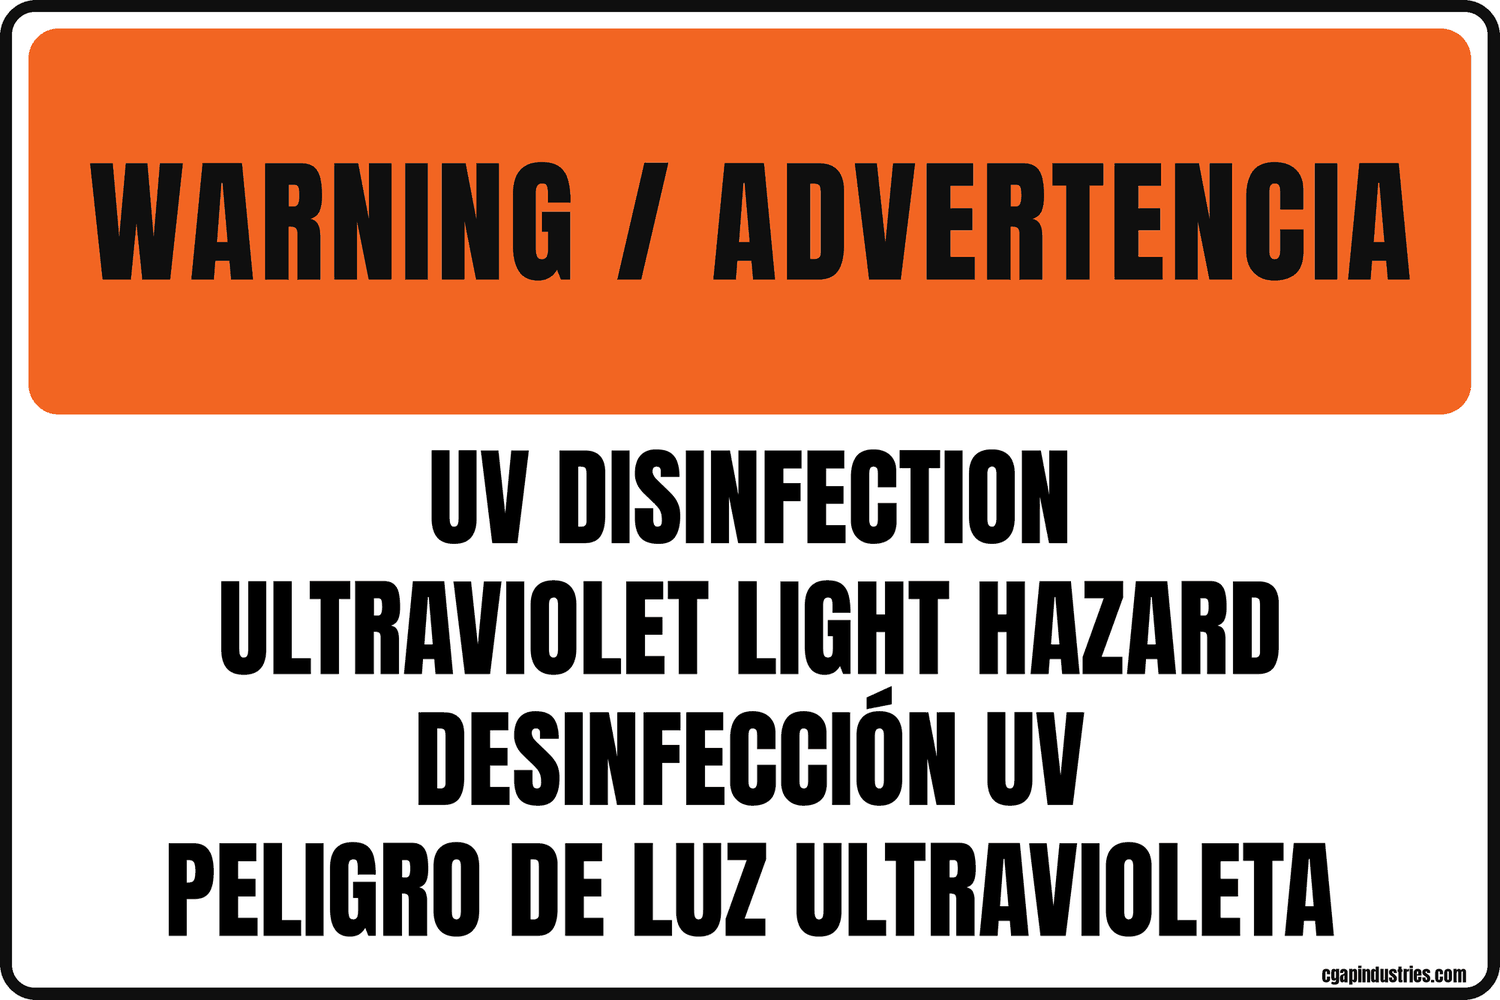 WARNING / ADVERTENCIA
UV DISINFECTION
ULTRAVIOLET LIGHT HAZARD
DESINFECCIÓN UV
PELIGRO DE LUZ ULTRAVIOLETA
cgapindustries.com